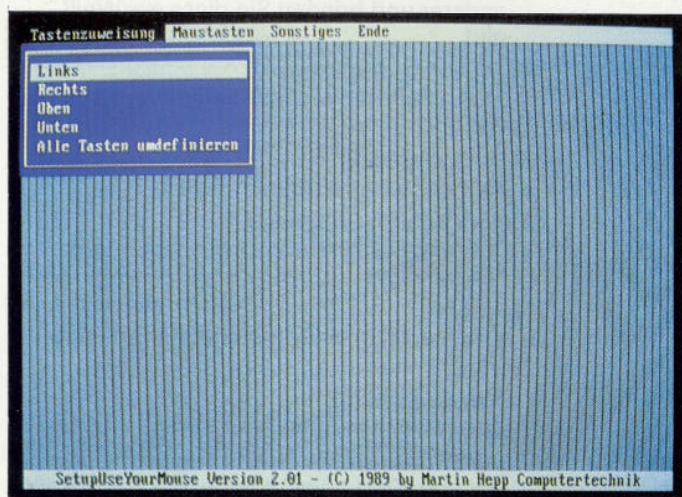 Tastenzuweisung Maustasten Sonstiges Ende
Links
Rechts
Oben
Unten
Alle Tasten umdefinieren
SetupUseYourMouse Version 2.01 - (C) 1989 by Martin Hepp Computertechnik